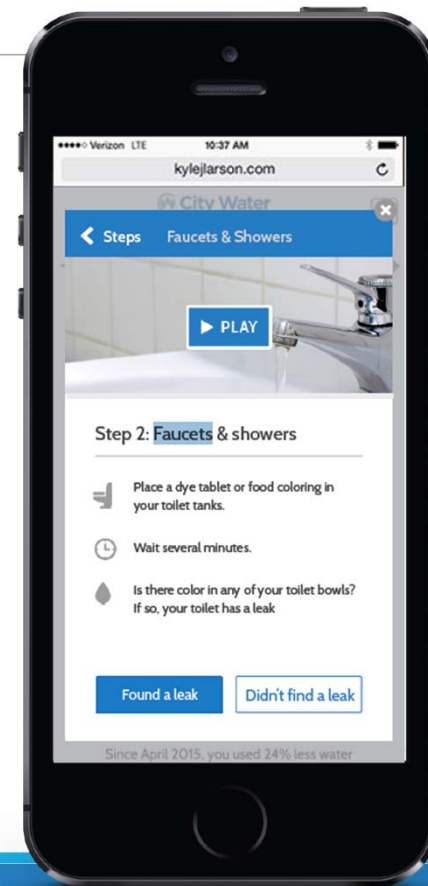 Verizon LTE 10:37 AM
kylejlarson.com
City Water
Steps Faucets & Showers
PLAY
Step 2: Faucets & showers
Place a dye tablet or food coloring in
your toilet tanks.
Wait several minutes.
Is there color in any of your toilet bowls?
If so, your toilet has a leak
Found a leak Didn't find a leak
Since April 2015, you used 24% less water